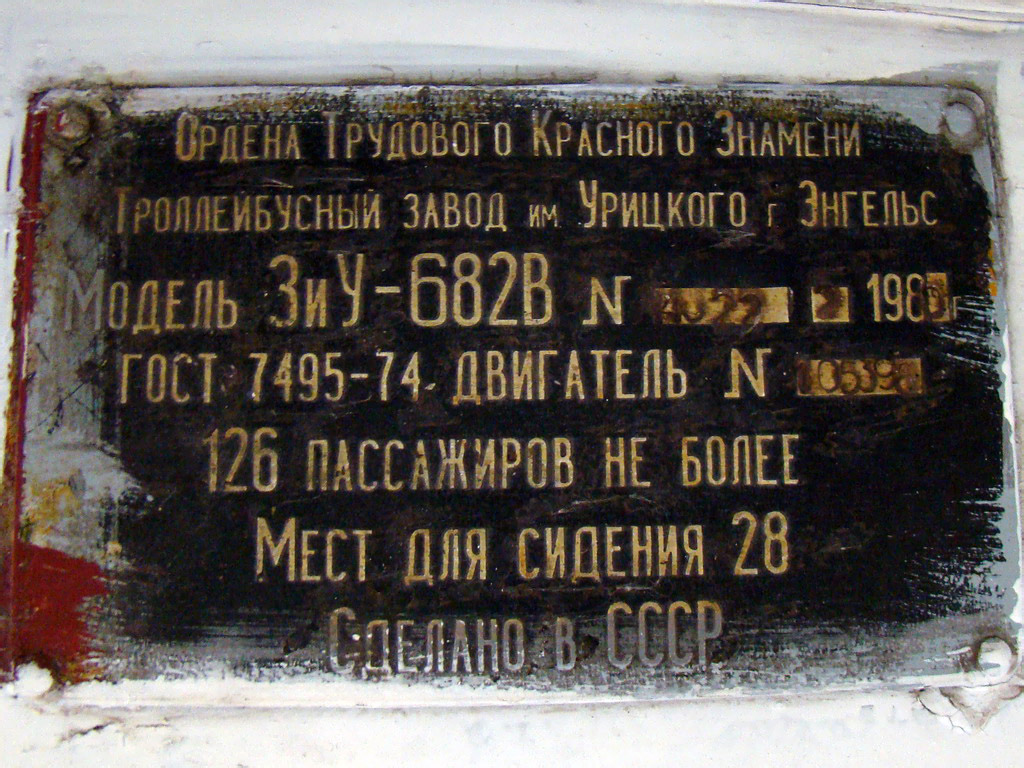 Ордена Трудового Красного Знамени
Троллейбусный завод им Урицкого г Энгельс
Модель ЗиУ-682В N 2
ГОСТ 7495-74 двигатель N
126 пассажиров не более
Мест для сидения 28
Сделано в СССР